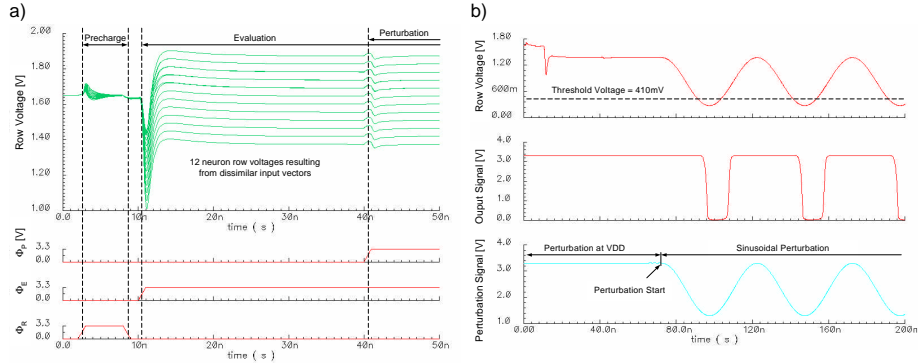 a)
Precharge
Evaluation
Perturbation
Row Voltage [V]
2.00
1.80
1.60
1.40
1.20
1.00
12 neuron row voltages resulting
from dissimilar input vectors
0.0
10n
20n
30n
40n
50n
time ( s )
ΦP [V]
3.3
0.0
ΦE
3.3
0.0
ΦR
3.3
0.0
0.0
10n
20n
30n
40n
50n
time ( s )
b)
Row Voltage [V]
1.80
1.20
600m
0.00
Threshold Voltage = 410mV
Ouput Signal [V]
4.0
3.0
2.0
1.0
0.0
Perturbation Signal [V]
4.0
3.0
2.0
1.0
Perturbation at VDD
Sinusoidal Perturbation
Perturbation Start
0.00
40.0n
80.0n
120n
160n
200n
time ( s )